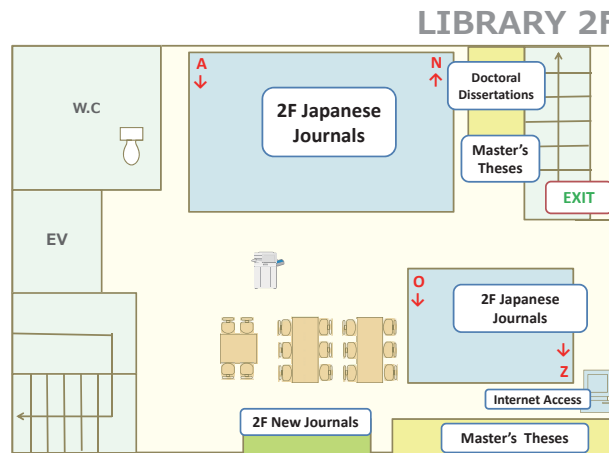 LIBRARY 2F
A
N
W.C
2F Japanese
Journals
Doctoral
Dissertations
Master's
Theses
EXIT
EV
O
2F Japanese
Journals
Z
Internet Access
2F New Journals
Master's Theses